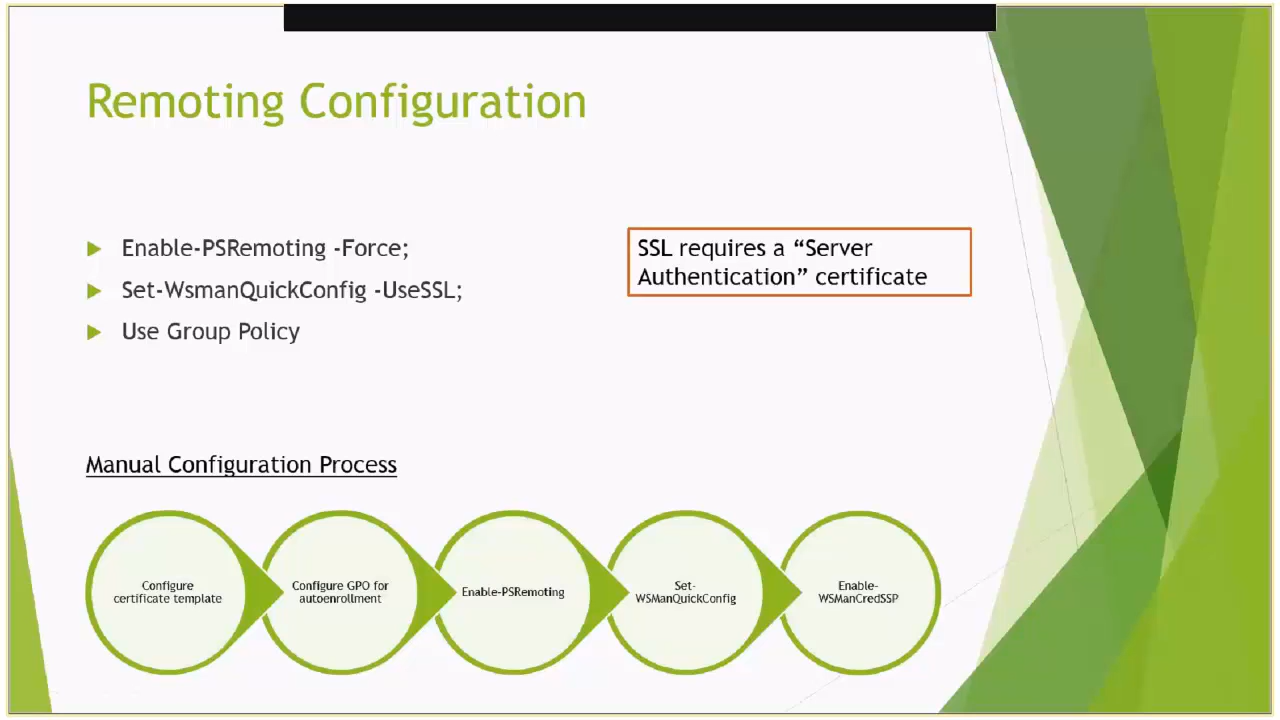 Remoting Configuration
Enable-PSRemoting -Force;
Set-WsmanQuickConfig -UseSSL;
Use Group Policy
SSL requires a “Server
Authentication” certificate
Manual Configuration Process
Configure
certificate template
Configure GPO for
autoenrollment
Enable-PSRemoting
Set-
WSManQuickConfig
Enable-
WSManCredSSP